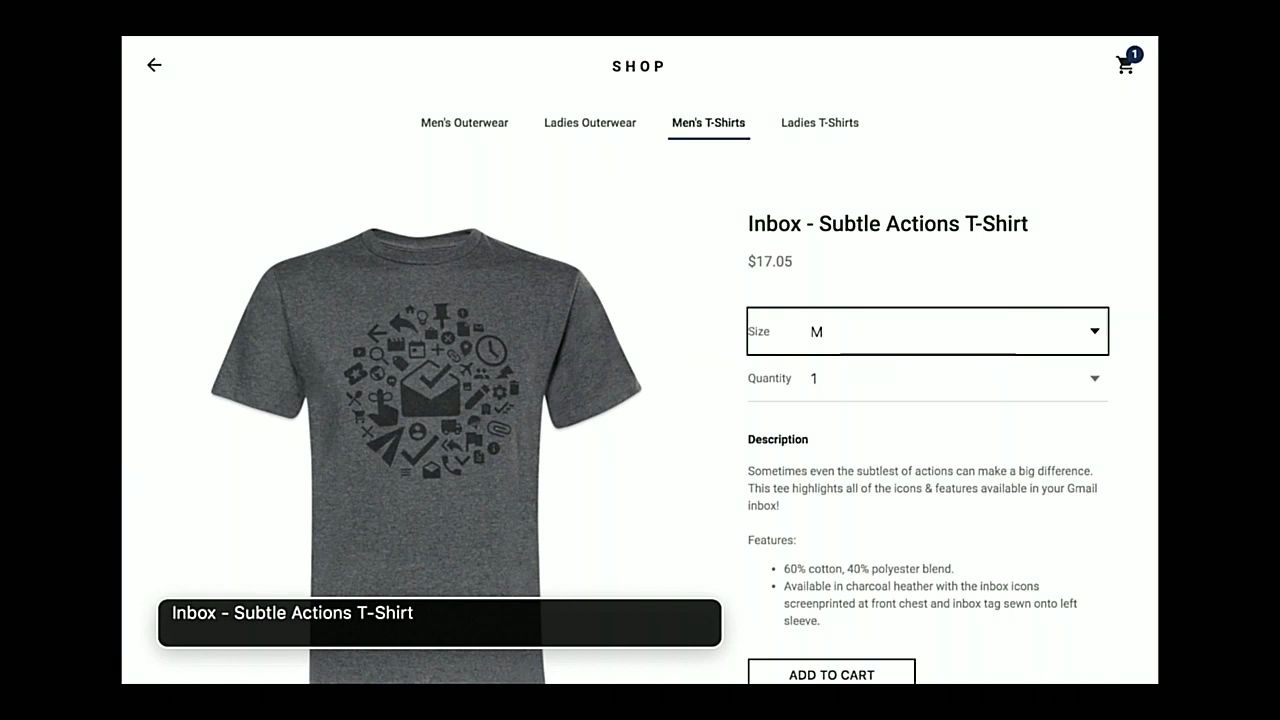 SHOP
1
Men's Outerwear
Ladies Outerwear
Men's T-Shirts
Ladies T-Shirts
Inbox - Subtle Actions T-Shirt
$17.05
Size M
Quantity 1
Description
Sometimes even the subtlest of actions can make a big difference.
This tee highlights all of the icons & features available in your Gmail
inbox!
Features:
• 60% cotton, 40% polyester blend.
• Available in charcoal heather with the inbox icons
screenprinted at front chest and inbox tag sewn onto left
sleeve.
ADD TO CART
Inbox - Subtle Actions T-Shirt